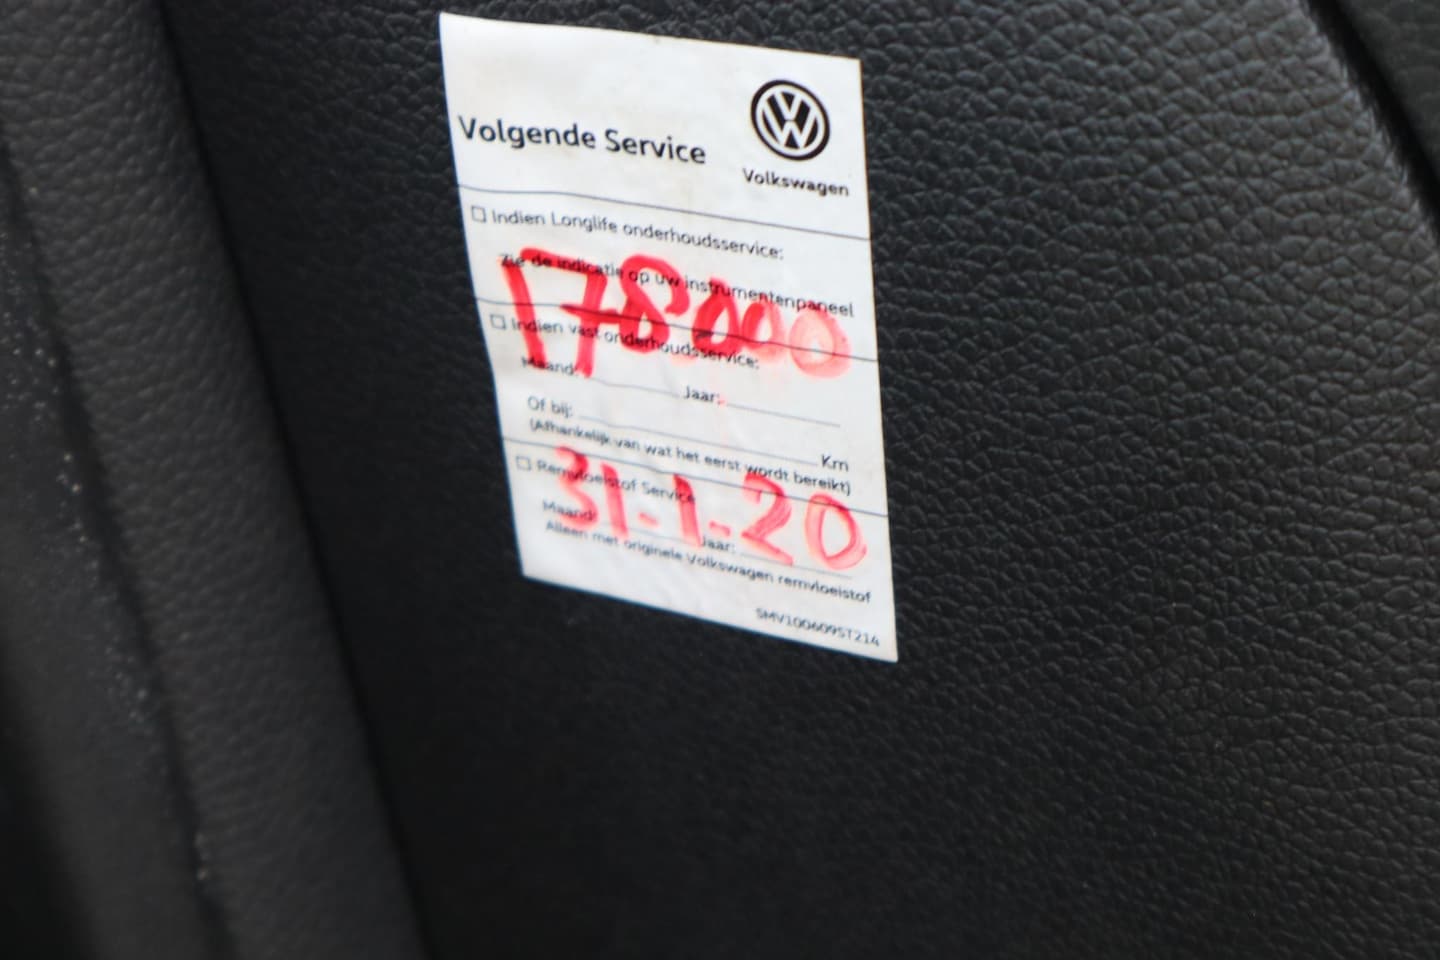 Volgende Service
Volkswagen
Indien Longlife onderhoudsservice:
Zie de indicatie op uw instrumentenpaneel
178.000
Indien vast onderhoudsservice:
Maand: Jaar:
Of bij: Km
(Afhankelijk van wat het eerst wordt bereikt)
Remvloeistof Service
31-1-20
Maand: Jaar:
Alleen met originele Volkswagen remvloeistof
SMV100609ST214